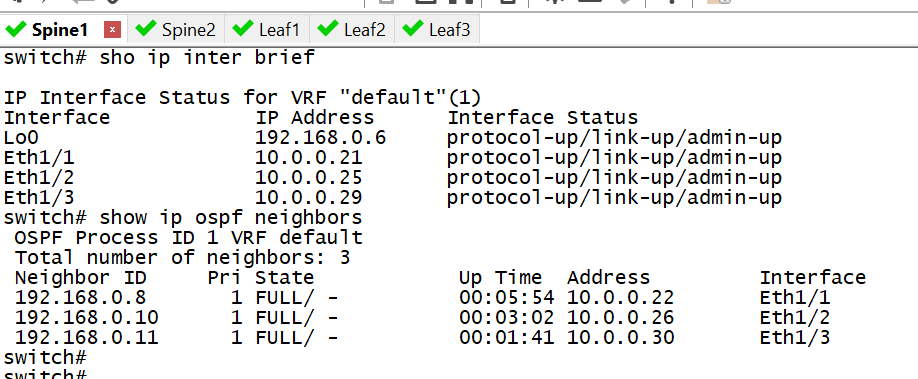 Spine1 Spine2 Leaf1 Leaf2 Leaf3
switch# sho ip inter brief
IP Interface Status for VRF "default"(1)
Interface IP Address Interface Status
Lo0 192.168.0.6 protocol-up/link-up/admin-up
Eth1/1 10.0.0.21 protocol-up/link-up/admin-up
Eth1/2 10.0.0.25 protocol-up/link-up/admin-up
Eth1/3 10.0.0.29 protocol-up/link-up/admin-up
switch# show ip ospf neighbors
OSPF Process ID 1 VRF default
Total number of neighbors: 3
Neighbor ID Pri State Up Time Address Interface
192.168.0.8 1 FULL/ - 00:05:54 10.0.0.22 Eth1/1
192.168.0.10 1 FULL/ - 00:03:02 10.0.0.26 Eth1/2
192.168.0.11 1 FULL/ - 00:01:41 10.0.0.30 Eth1/3
switch#
switch#